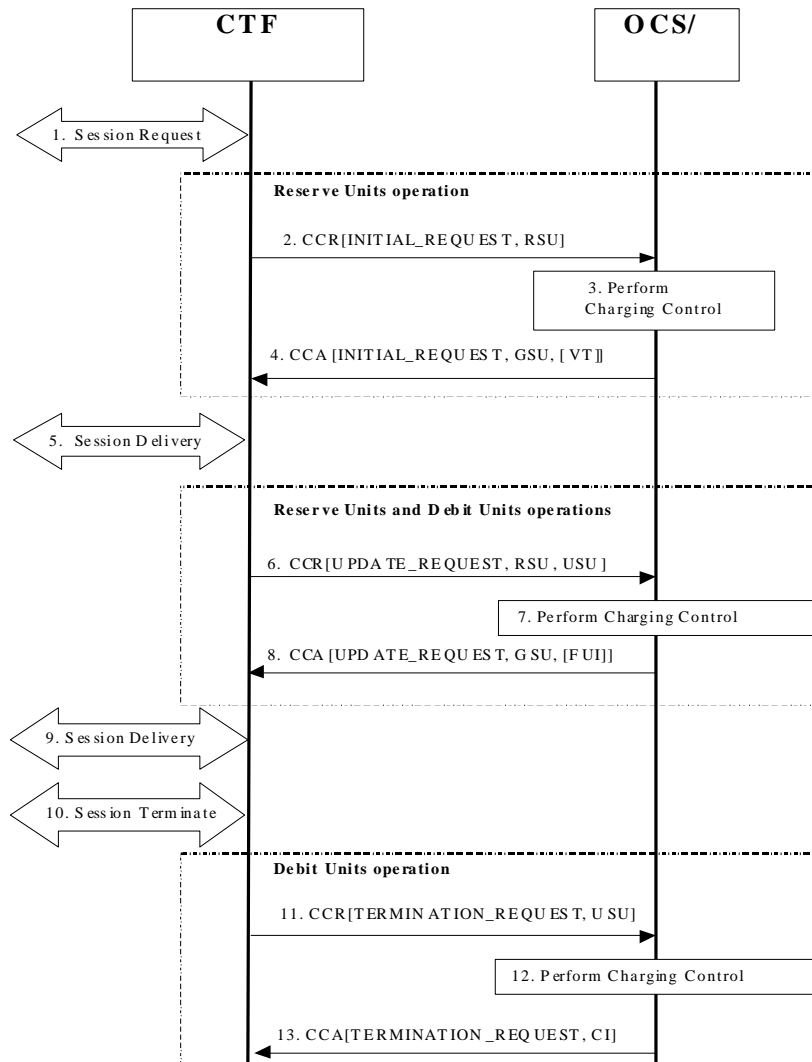 CTF
OCS/
1. Session Request
Reserve Units operation
2. CCR[INITIAL_REQUEST, RSU]
3. Perform
Charging Control
4. CCA [INITIAL_REQUEST, GSU, [VT]]
5. Session Delivery
Reserve Units and Debit Units operations
6. CCR[UPDATE_REQUEST, RSU, USU]
7. Perform Charging Control
8. CCA [UPDATE_REQUEST, GSU, [FUI]]
9. Session Delivery
10. Session Terminate
Debit Units operation
11. CCR[TERMINATION_REQUEST, USU]
12. Perform Charging Control
13. CCA[TERMINATION_REQUEST, CI]